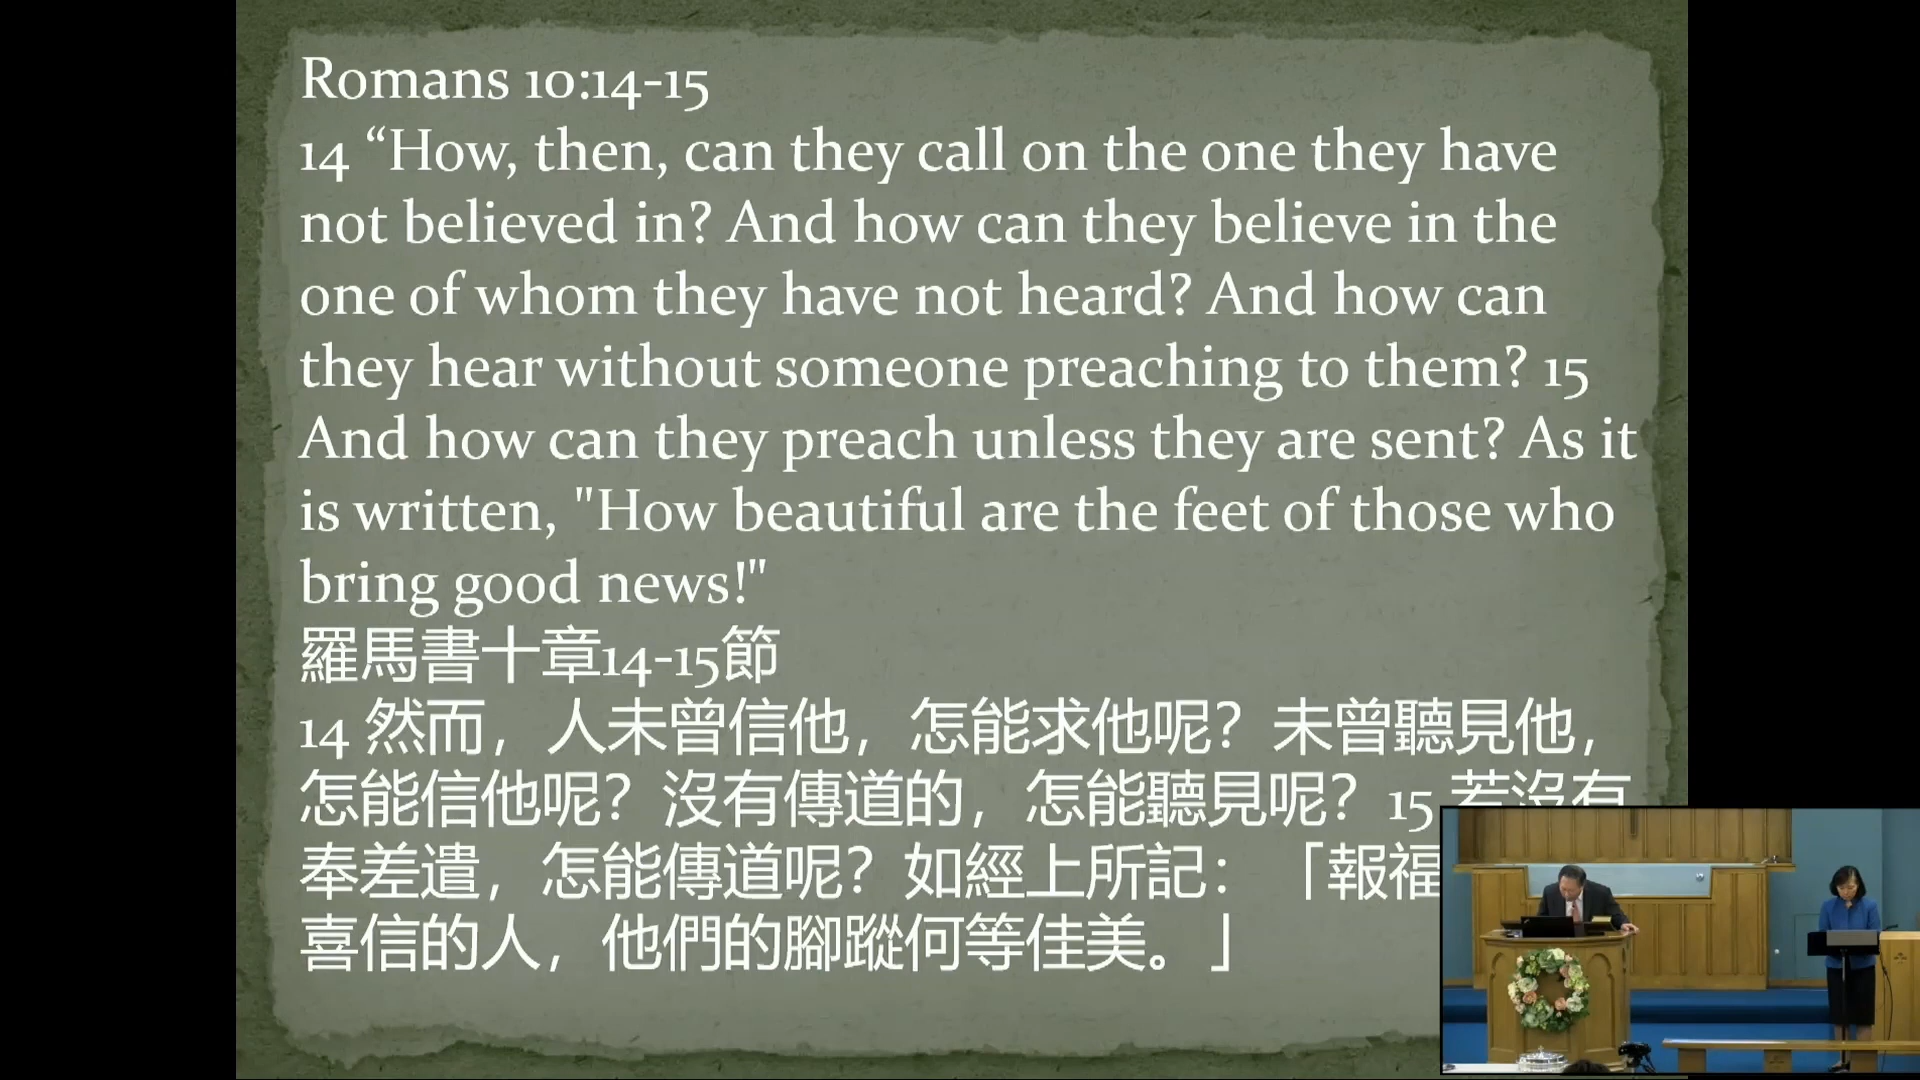 Romans 10:14-15
14 “How, then, can they call on the one they have
not believed in? And how can they believe in the
one of whom they have not heard? And how can
they hear without someone preaching to them? 15
And how can they preach unless they are sent? As it
is written, "How beautiful are the feet of those who
bring good news!"
羅馬書十章14-15節
14 然而，人未曾信他，怎能求他呢？未曾聽見他，
怎能信他呢？沒有傳道的，怎能聽見呢？15 若沒有
奉差遣，怎能傳道呢？如經上所記：「報福
喜信的人，他們的腳蹤何等佳美。」